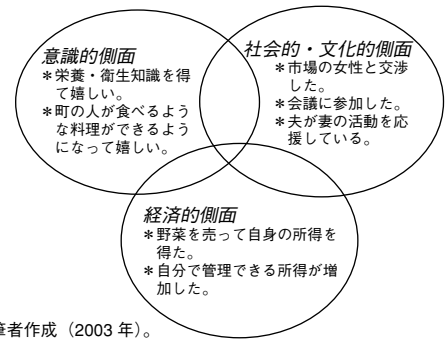 意識的側面
＊栄養・衛生知識を得
て嬉しい。
＊町の人が食べるよう
な料理ができるよう
になって嬉しい。
社会的・文化的側面
＊市場の女性と交渉
した。
＊会議に参加した。
＊夫が妻の活動を応
援している。
経済的側面
＊野菜を売って自身の所得を
得た。
＊自分で管理できる所得が増
加した。
筆者作成（2003 年）。